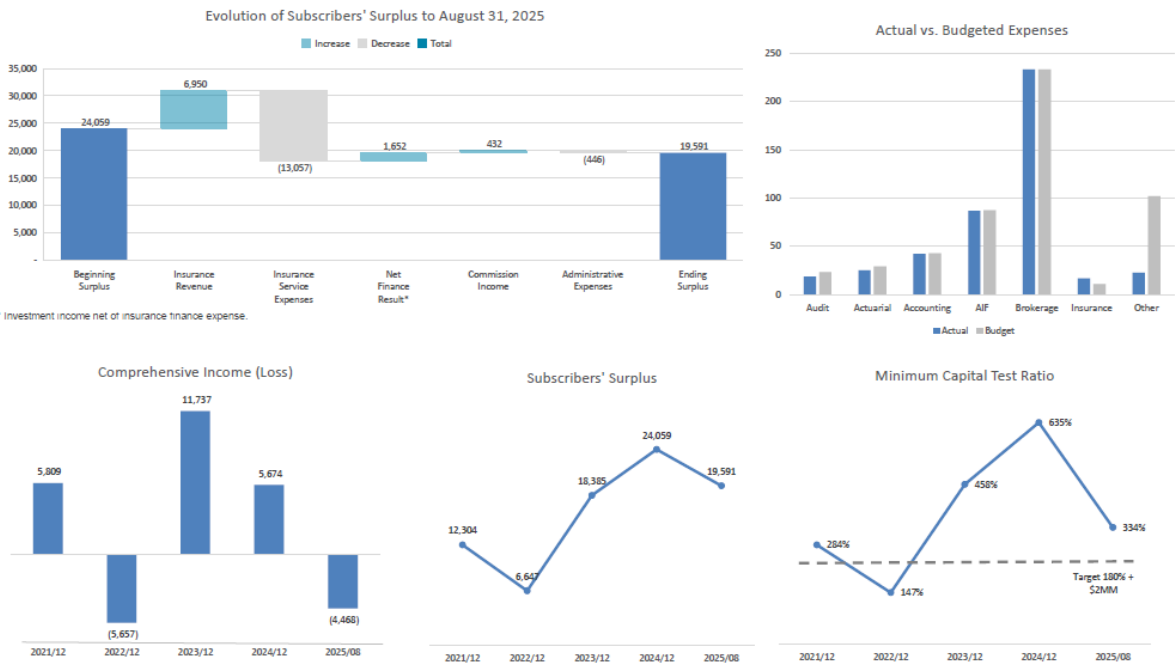 Evolution of Subscribers' Surplus to August 31, 2025
Increase Decrease Total
35,000
30,000
25,000
20,000
15,000
10,000
5,000
-
24,059
6,950
(13,057)
1,652
432
(446)
19,591
Beginning
Surplus
Insurance
Revenue
Insurance
Service
Expenses
Net
Finance
Result*
Commission
Income
Administrative
Expenses
Ending
Surplus
* Investment income net of insurance finance expense.
Actual vs. Budgeted Expenses
250
200
150
100
50
0
Audit Actuarial Accounting AIF Brokerage Insurance Other
Actual Budget
Comprehensive Income (Loss)
5,809
(5,657)
11,737
5,674
(4,468)
2021/12 2022/12 2023/12 2024/12 2025/08
Subscribers' Surplus
12,304
6,647
18,385
24,059
19,591
2021/12 2022/12 2023/12 2024/12 2025/08
Minimum Capital Test Ratio
284%
147%
458%
635%
334%
Target 180% +
$2MM
2021/12 2022/12 2023/12 2024/12 2025/08